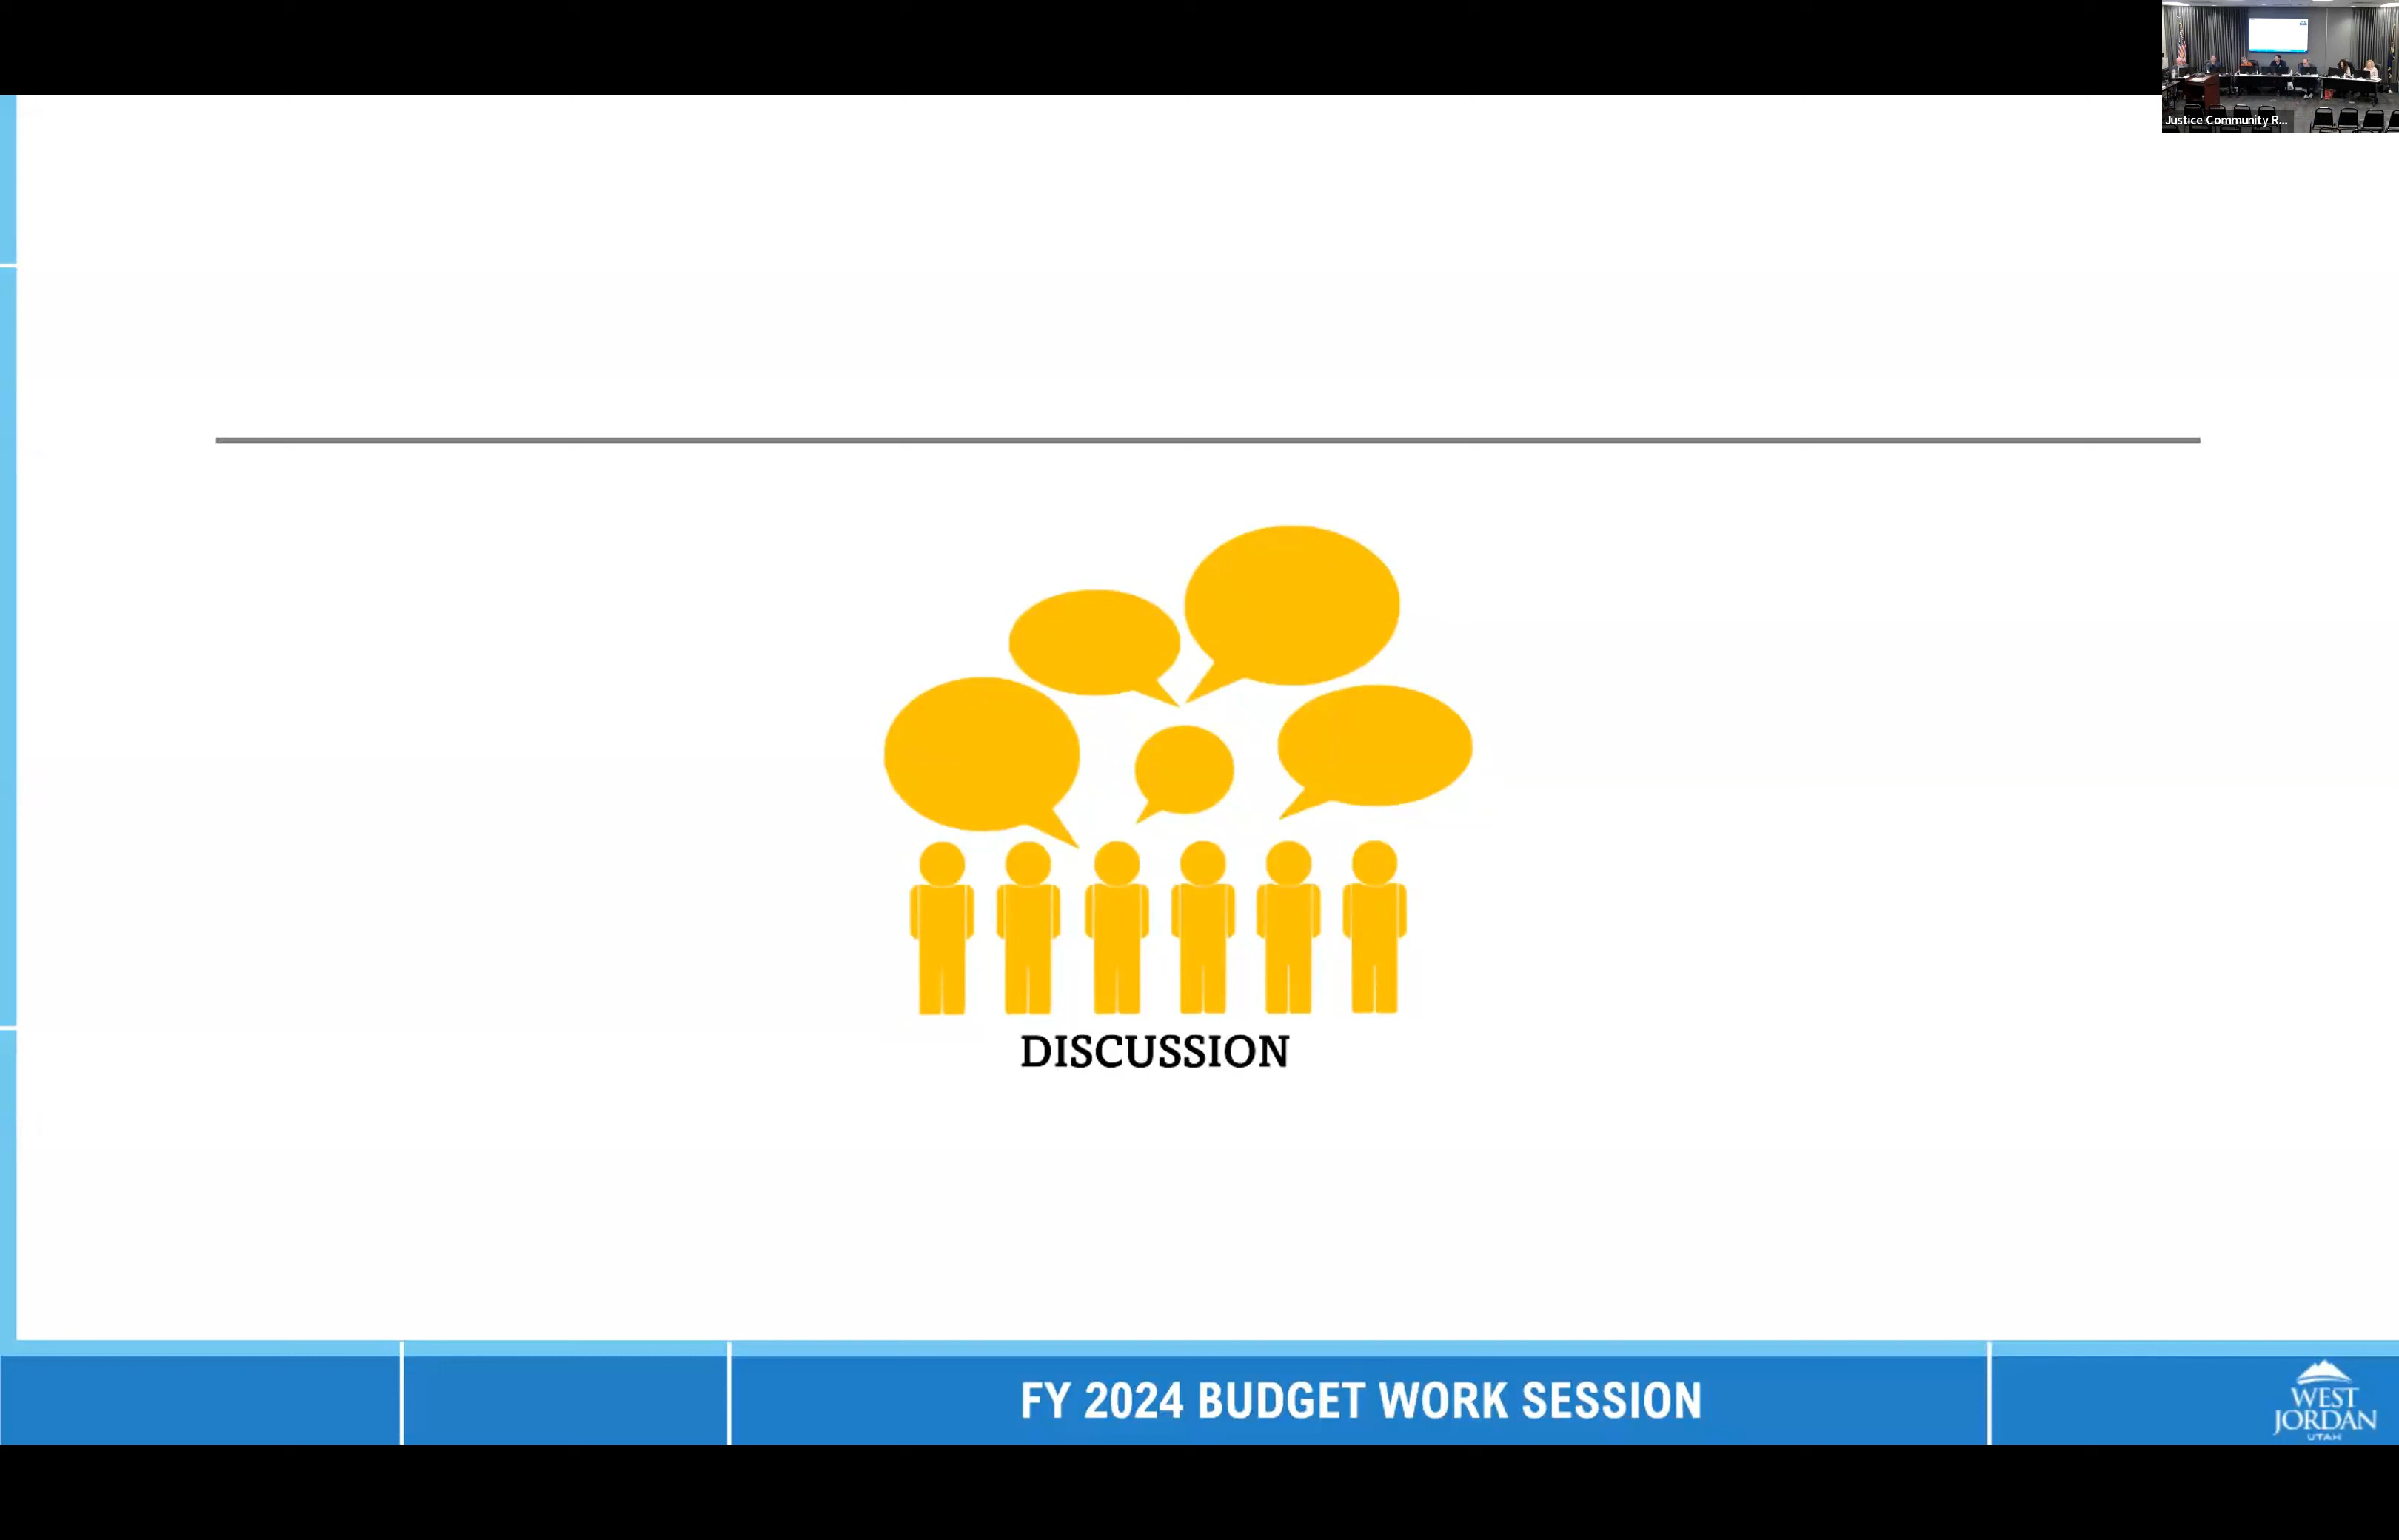 Justice Community R...
DISCUSSION
FY 2024 BUDGET WORK SESSION
WEST
JORDAN
UTAH